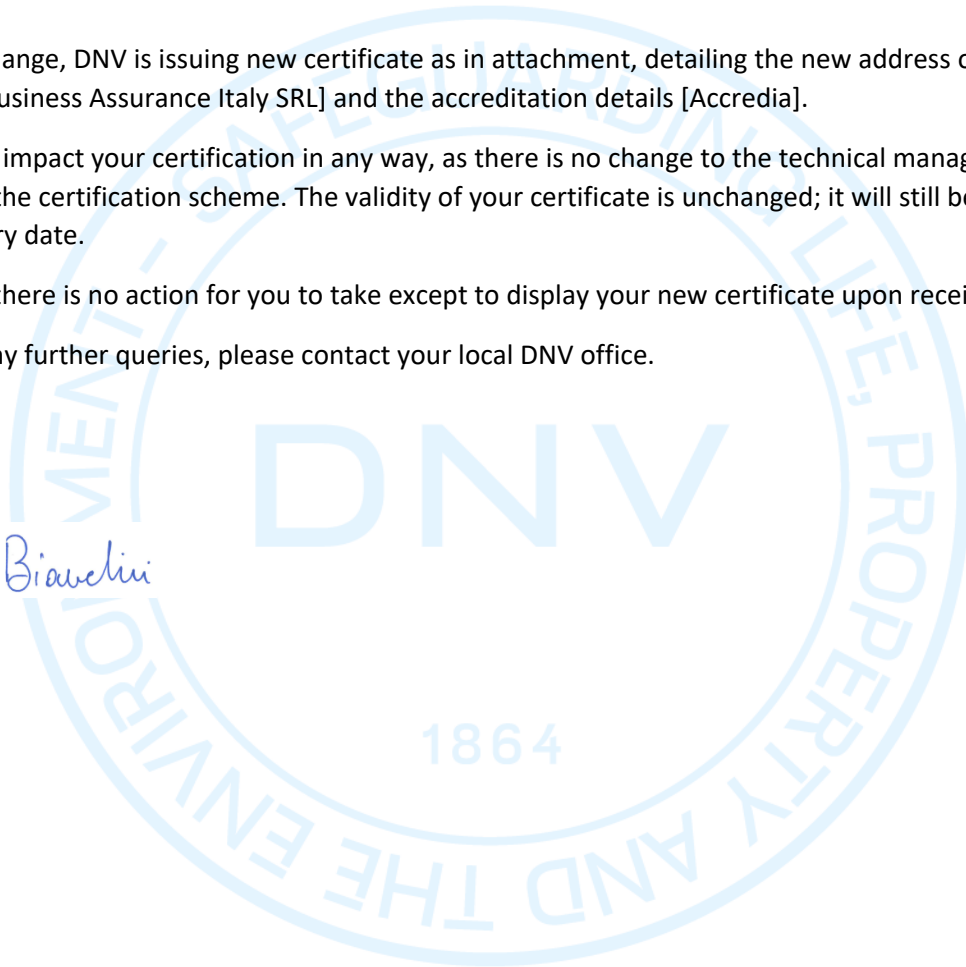 ange, DNV is issuing new certificate as in attachment, detailing the new address o
usiness Assurance Italy SRL] and the accreditation details [Accredia].
impact your certification in any way, as there is no change to the technical manag
the certification scheme. The validity of your certificate is unchanged; it will still be
ry date.
there is no action for you to take except to display your new certificate upon recei
ny further queries, please contact your local DNV office.
SAFEGUARDING LIFE, PROPERTY AND THE ENVIRONMENT -
DNV
1864